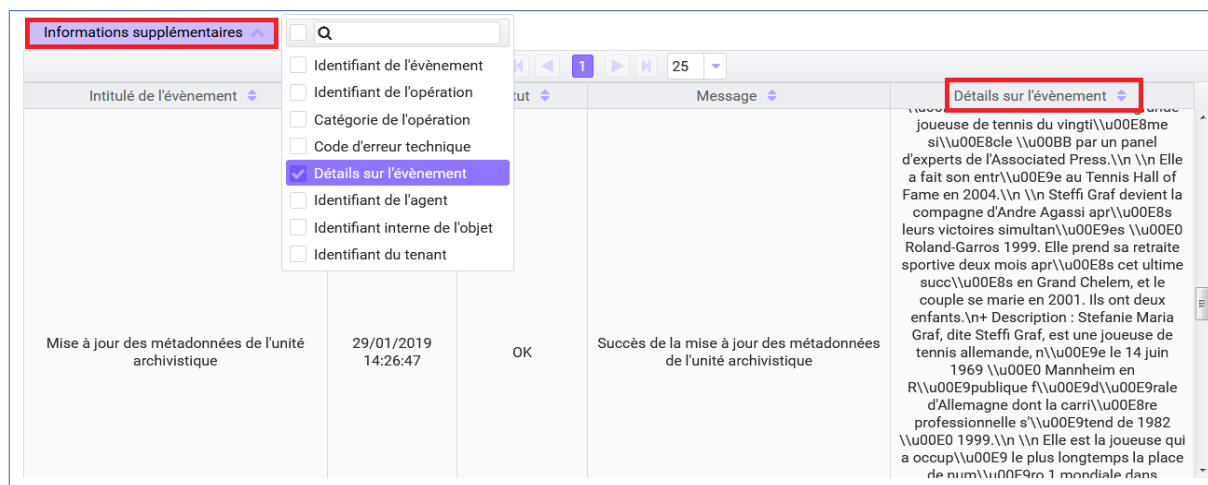 Informations supplémentaires
Identifiant de l'évènement
Identifiant de l'opération
Catégorie de l'opération
Code d'erreur technique
Détails sur l'évènement
Identifiant de l'agent
Identifiant interne de l'objet
Identifiant du tenant
1
25
Intitulé de l'évènement
tut
Message
Détails sur l'évènement
Mise à jour des métadonnées de l'unité
archivistique
29/01/2019
14:26:47
OK
Succès de la mise à jour des métadonnées
de l'unité archivistique
joueuse de tennis du vingti\\u00E8me
si\\u00E8cle \\u00BB par un panel
d'experts de l'Associated Press.\\n \\n Elle
a fait son entr\\u00E9e au Tennis Hall of
Fame en 2004.\\n \\n Steffi Graf devient la
compagne d'Andre Agassi apr\\u00E8s
leurs victoires simultan\\u00E9es \\u00E0
Roland-Garros 1999. Elle prend sa retraite
sportive deux mois apr\\u00E8s cet ultime
succ\\u00E8s en Grand Chelem, et le
couple se marie en 2001. Ils ont deux
enfants.\n+ Description : Stefanie Maria
Graf, dite Steffi Graf, est une joueuse de
tennis allemande, n\\u00E9e le 14 juin
1969 \\u00E0 Mannheim en
R\\u00E9publique f\\u00E9d\\u00E9rale
d'Allemagne dont la carri\\u00E8re
professionnelle s'\\u00E9tend de 1982
\\u00E0 1999.\\n \\n Elle est la joueuse qui
a occup\\u00E9 le plus longtemps la place
de num\\u00E9ro 1 mondiale dans